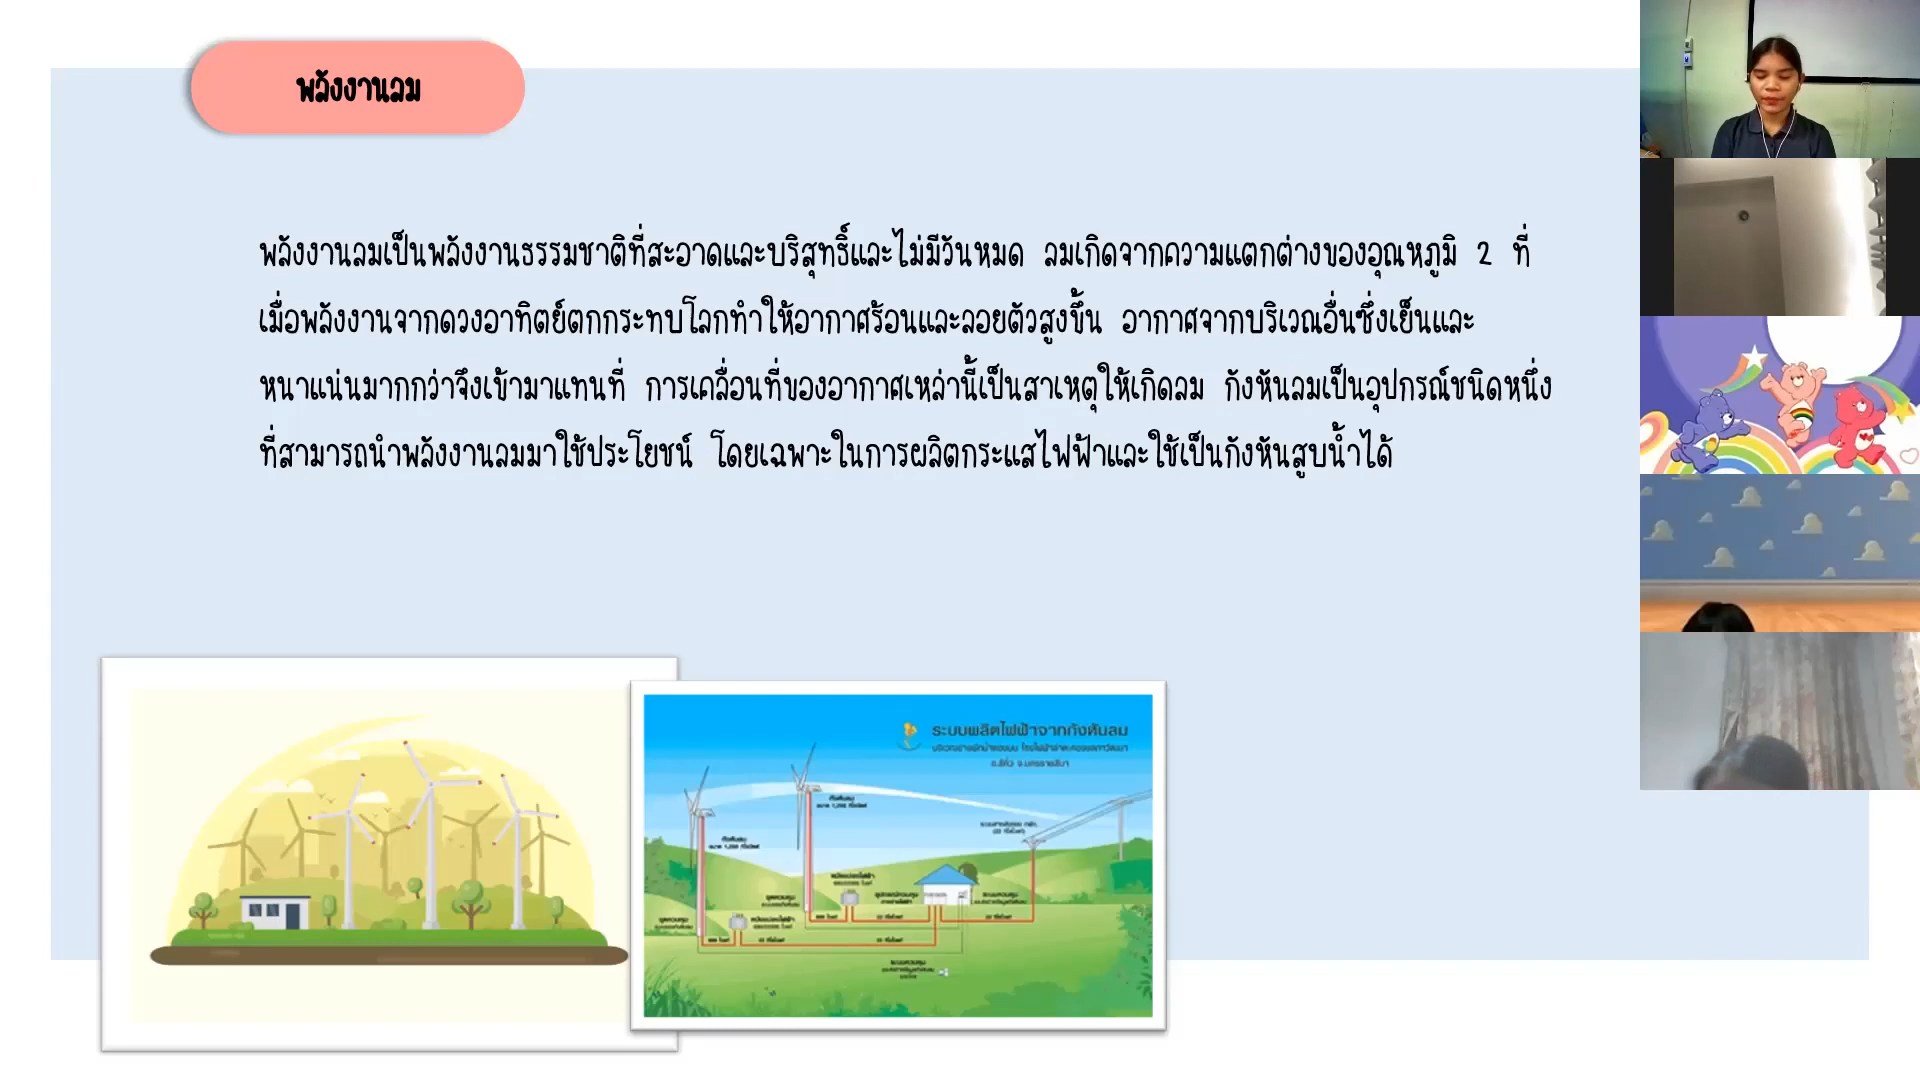 พลังงานลม
พลังงานลมเป็นพลังงานธรรมชาติที่สะอาดและบริสุทธิ์และไม่มีวันหมด ลมเกิดจากความแตกต่างของอุณหภูมิ 2 ที่
เมื่อพลังงานจากดวงอาทิตย์ตกกระทบโลกทำให้อากาศร้อนและลอยตัวสูงขึ้น อากาศจากบริเวณอื่นซึ่งเย็นและ
หนาแน่นมากกว่าจึงเข้ามาแทนที่ การเคลื่อนที่ของอากาศเหล่านี้เป็นสาเหตุให้เกิดลม กังหันลมเป็นอุปกรณ์ชนิดหนึ่ง
ที่สามารถนำพลังงานลมมาใช้ประโยชน์ โดยเฉพาะในการผลิตกระแสไฟฟ้าและใช้เป็นกังหันสูบน้ำได้
ระบบผลิตไฟฟ้าจากกังหันลม